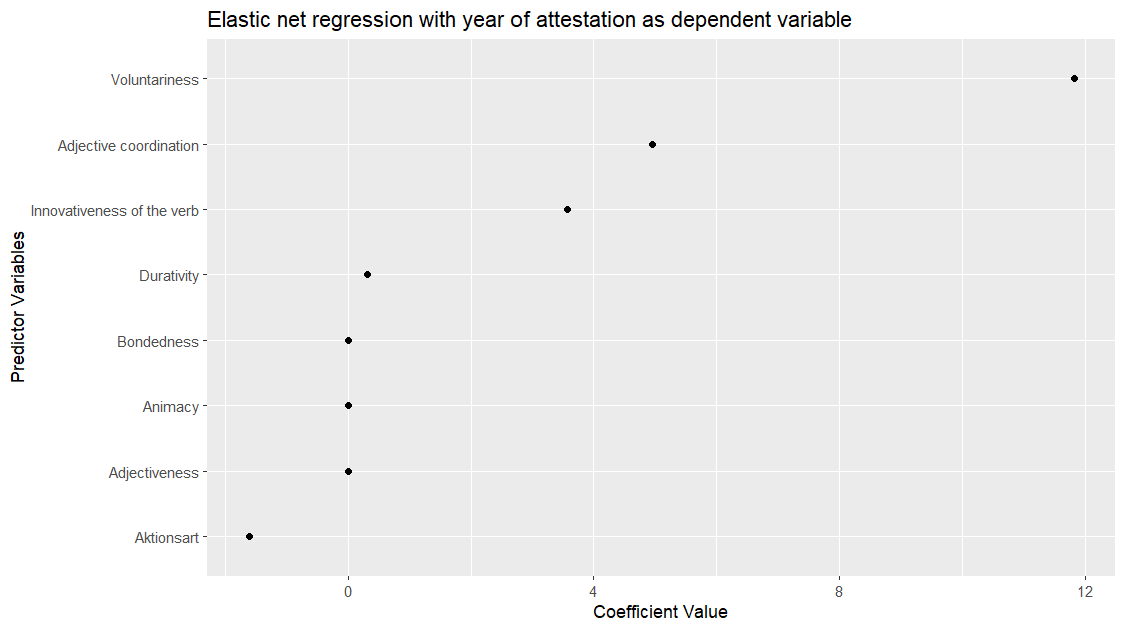 Elastic net regression with year of attestation as dependent variable
Predictor Variables
Voluntariness
Adjective coordination
Innovativeness of the verb
Durativity
Bondedness
Animacy
Adjectiveness
Aktionsart
0 4 8 12
Coefficient Value